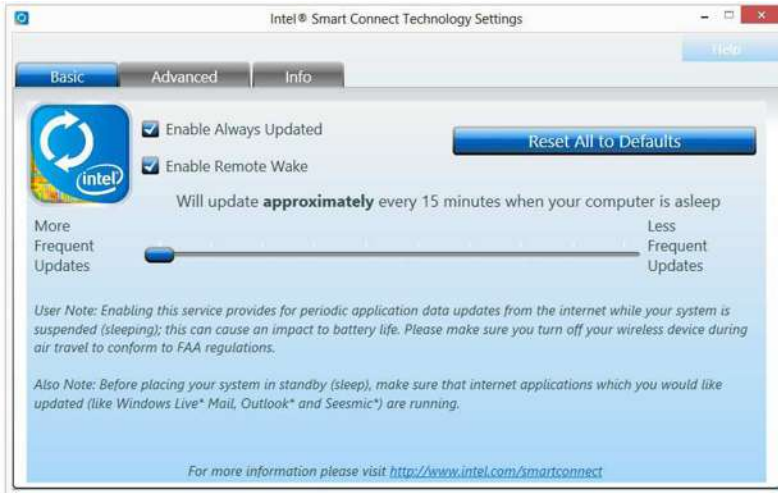 Intel® Smart Connect Technology Settings
Help
Basic Advanced Info
Enable Always Updated
Reset All to Defaults
intel
Enable Remote Wake
Will update approximately every 15 minutes when your computer is asleep
More
Frequent
Updates
Less
Frequent
Updates
User Note: Enabling this service provides for periodic application data updates from the internet while your system is
suspended (sleeping); this can cause an impact to battery life. Please make sure you turn off your wireless device during
air travel to conform to FAA regulations.
Also Note: Before placing your system in standby (sleep), make sure that internet applications which you would like
updated (like Windows Live* Mail, Outlook* and Seesmic*) are running.
For more information please visit http://www.intel.com/smartconnect